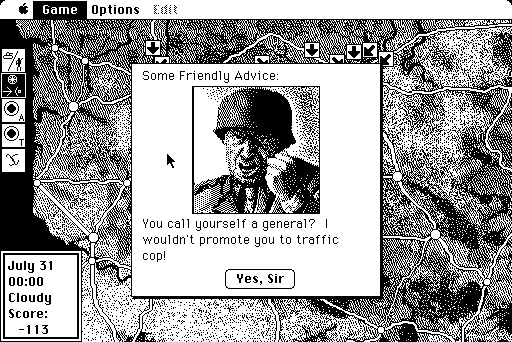 Game Options Edit
Some Friendly Advice:
A
T
You call yourself a general? I
wouldn't promote you to traffic
cop!
Yes, Sir
July 31
00:00
Cloudy
Score:
-113